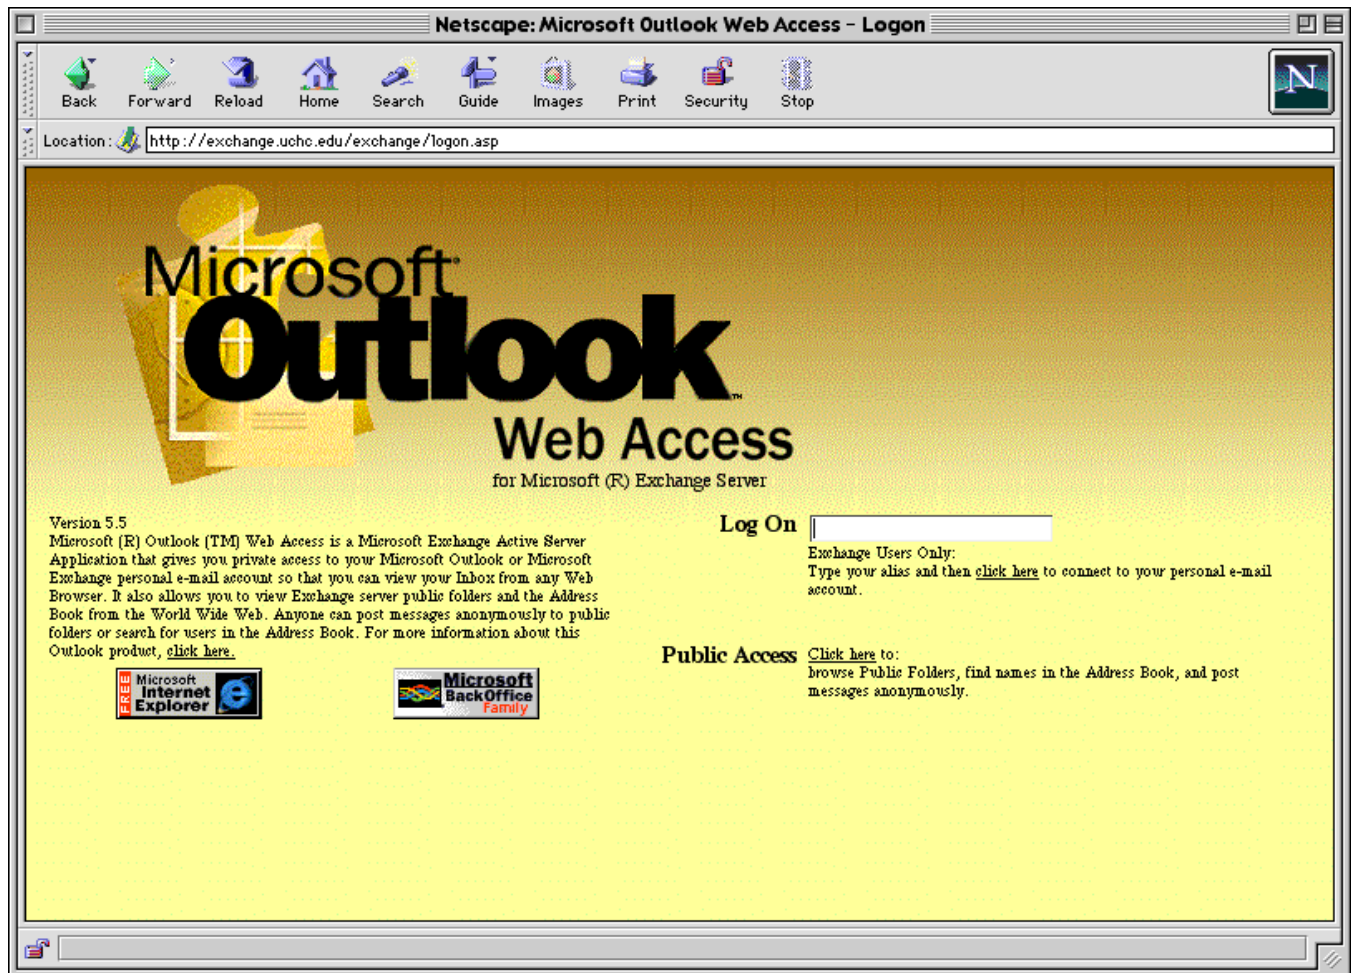 Netscape: Microsoft Outlook Web Access - Logon
Back Forward Reload Home Search Guide Images Print Security Stop
N
Location: http://exchange.uchc.edu/exchange/logon.asp
Microsoft
Outlook™
Web Access
for Microsoft (R) Exchange Server
Version 5.5
Microsoft (R) Outlook (TM) Web Access is a Microsoft Exchange Active Server
Application that gives you private access to your Microsoft Outlook or Microsoft
Exchange personal e-mail account so that you can view your Inbox from any Web
Browser. It also allows you to view Exchange server public folders and the Address
Book from the World Wide Web. Anyone can post messages anonymously to public
folders or search for users in the Address Book. For more information about this
Outlook product, click here.
FREE
Microsoft
Internet
Explorer
Microsoft
BackOffice
Family
Log On
Exchange Users Only:
Type your alias and then click here to connect to your personal e-mail
account.
Public Access Click here to:
browse Public Folders, find names in the Address Book, and post
messages anonymously.